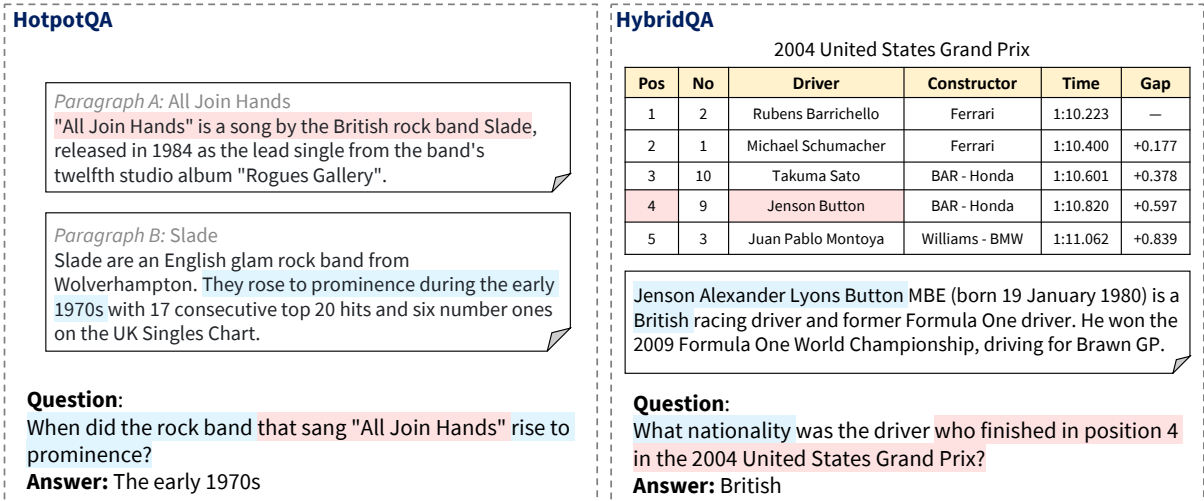 HotpotQA
Paragraph A: All Join Hands
"All Join Hands" is a song by the British rock band Slade,
released in 1984 as the lead single from the band's
twelfth studio album "Rogues Gallery".
Paragraph B: Slade
Slade are an English glam rock band from
Wolverhampton. They rose to prominence during the early
1970s with 17 consecutive top 20 hits and six number ones
on the UK Singles Chart.
Question:
When did the rock band that sang "All Join Hands" rise to
prominence?
Answer: The early 1970s
HybridQA
2004 United States Grand Prix
Pos No Driver Constructor Time Gap
1 2 Rubens Barrichello Ferrari 1:10.223 —
2 1 Michael Schumacher Ferrari 1:10.400 +0.177
3 10 Takuma Sato BAR - Honda 1:10.601 +0.378
4 9 Jenson Button BAR - Honda 1:10.820 +0.597
5 3 Juan Pablo Montoya Williams - BMW 1:11.062 +0.839
Jenson Alexander Lyons Button MBE (born 19 January 1980) is a
British racing driver and former Formula One driver. He won the
2009 Formula One World Championship, driving for Brawn GP.
Question:
What nationality was the driver who finished in position 4
in the 2004 United States Grand Prix?
Answer: British